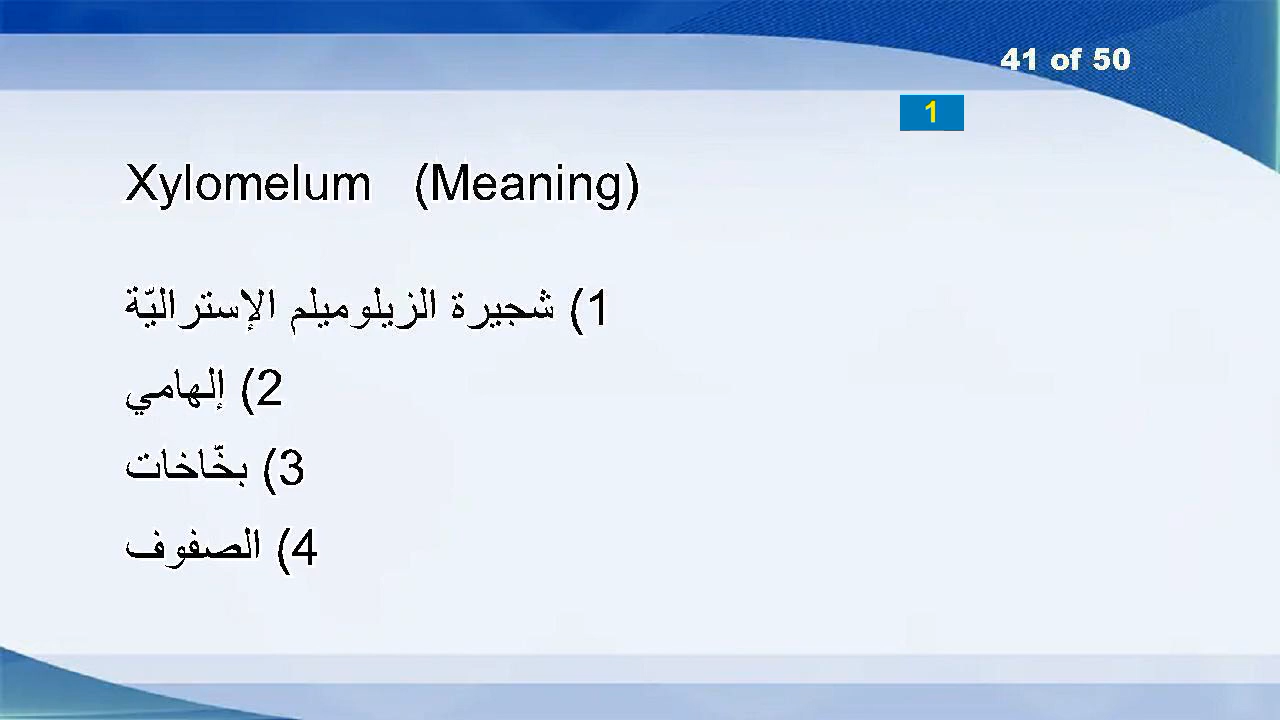 41 of 50
1
Xylomelum (Meaning)
1) شجيرة الزيلوميلم الإستراليّة
2) إلهامي
3) بخّاخات
4) الصفوف